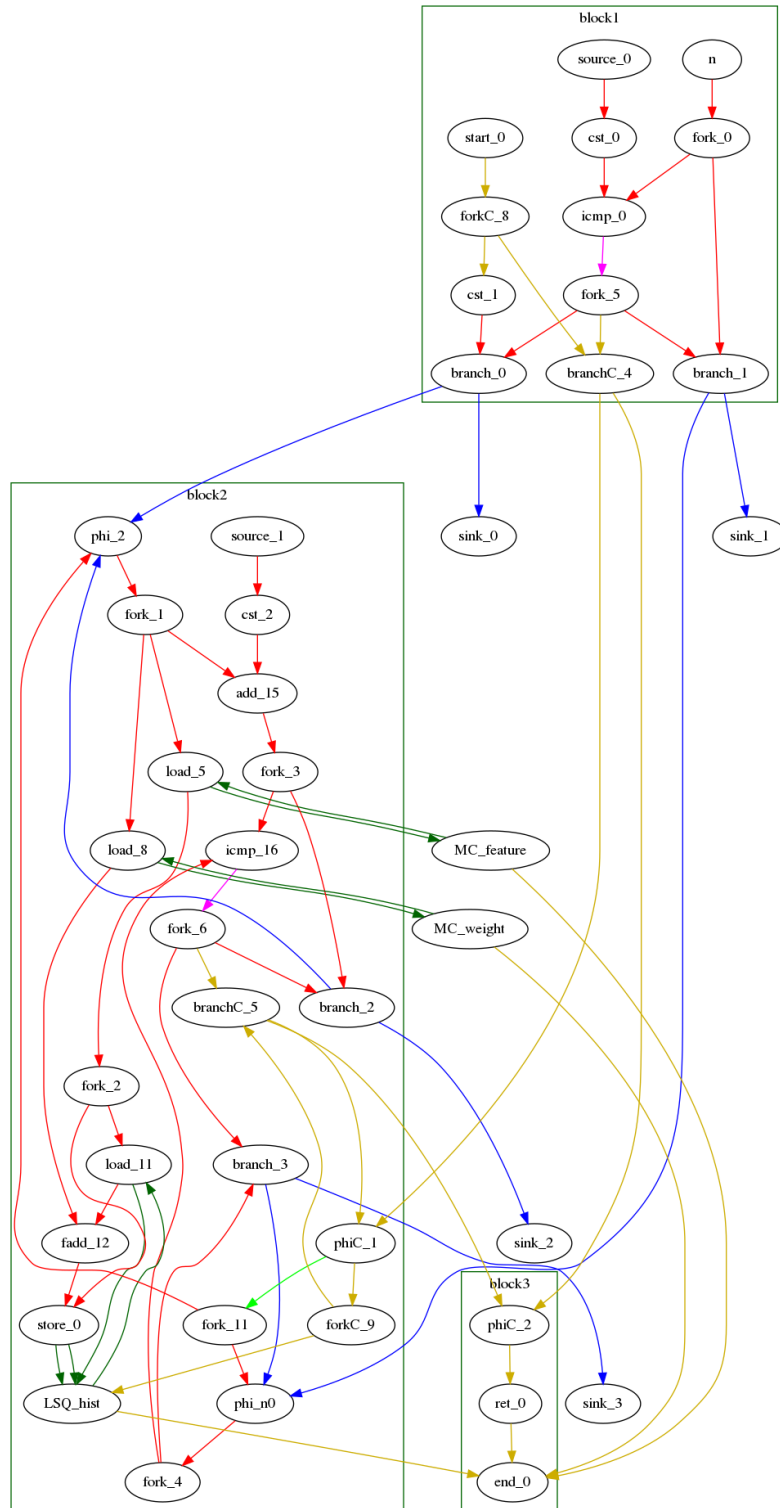 block1
source_0
n
start_0
cst_0
fork_0
forkC_8
icmp_0
cst_1
fork_5
branch_0
branchC_4
branch_1
block2
phi_2
source_1
sink_0
sink_1
fork_1
cst_2
add_15
load_5
fork_3
load_8
icmp_16
MC_feature
fork_6
MC_weight
branchC_5
branch_2
fork_2
load_11
branch_3
fadd_12
phiC_1
sink_2
block3
store_0
fork_11
forkC_9
phiC_2
LSQ_hist
phi_n0
ret_0
sink_3
fork_4
end_0